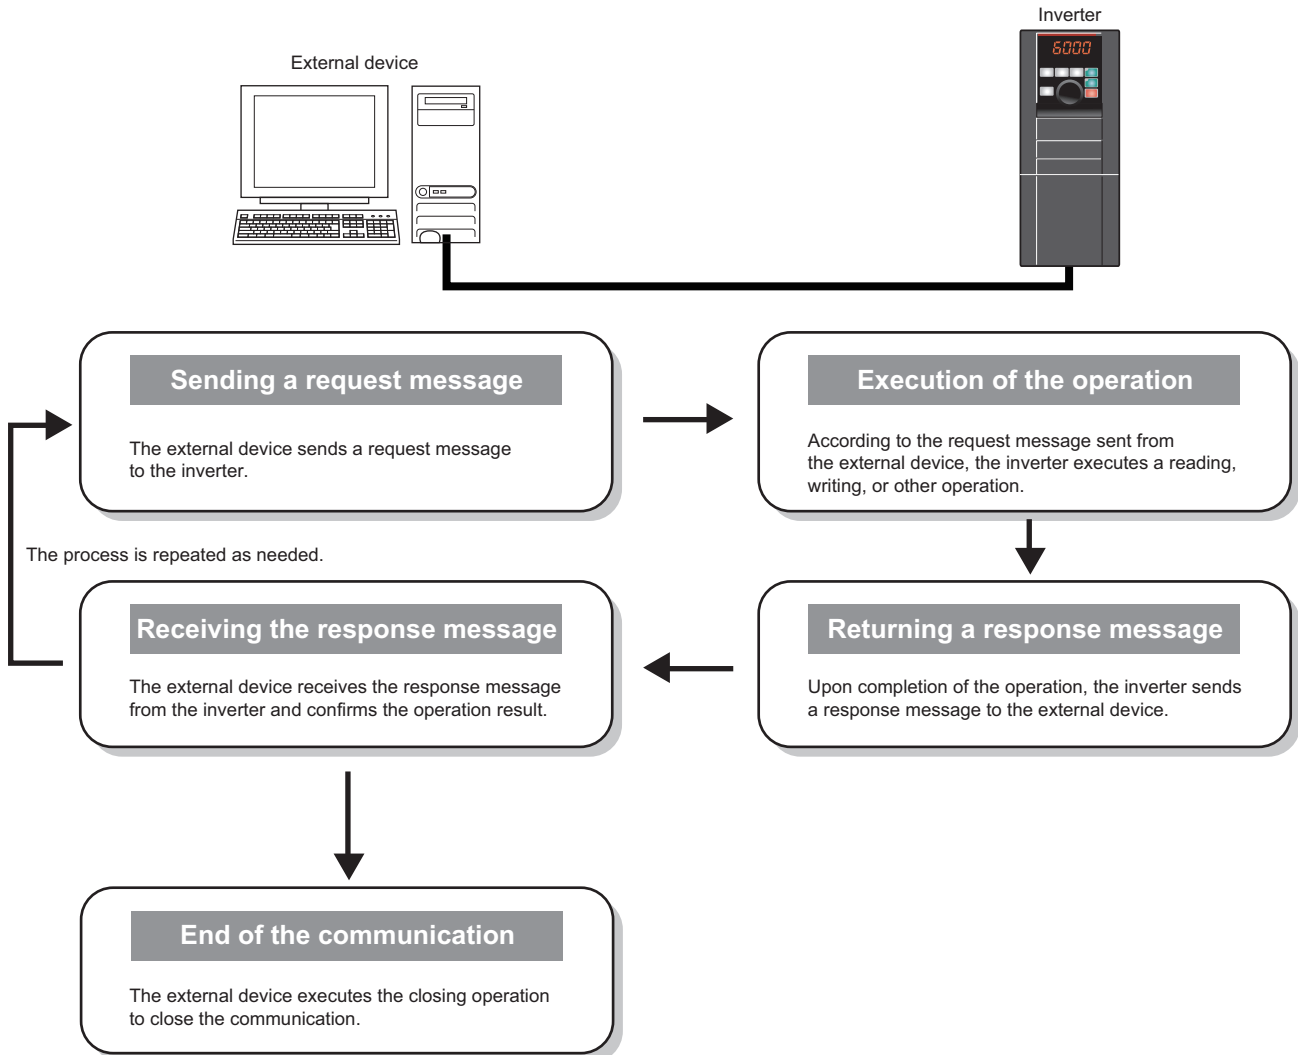 Inverter
6000
External device
Sending a request message
The external device sends a request message
to the inverter.
Execution of the operation
According to the request message sent from
the external device, the inverter executes a reading,
writing, or other operation.
The process is repeated as needed.
Receiving the response message
The external device receives the response message
from the inverter and confirms the operation result.
Returning a response message
Upon completion of the operation, the inverter sends
a response message to the external device.
End of the communication
The external device executes the closing operation
to close the communication.